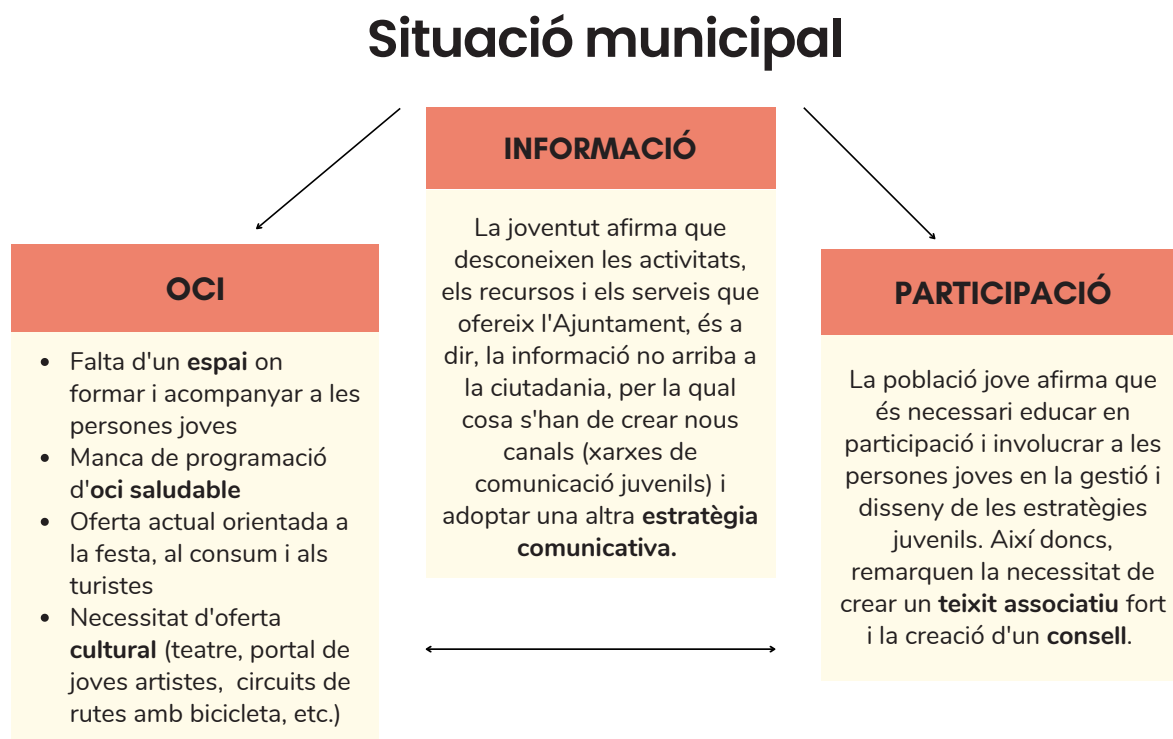 Situació municipal
INFORMACIÓ
La joventut afirma que
desconeixen les activitats,
els recursos i els serveis que
ofereix l'Ajuntament, és a
dir, la informació no arriba a
la ciutadania, per la qual
cosa s'han de crear nous
canals (xarxes de
comunicació juvenils) i
adoptar una altra estratègia
comunicativa.
OCI
• Falta d'un espai on
formar i acompanyar a les
persones joves
• Manca de programació
d'oci saludable
• Oferta actual orientada a
la festa, al consum i als
turistes
• Necessitat d'oferta
cultural (teatre, portal de
joves artistes, circuits de
rutes amb bicicleta, etc.)
PARTICIPACIÓ
La població jove afirma que
és necessari educar en
participació i involucrar a les
persones joves en la gestió i
disseny de les estratègies
juvenils. Així doncs,
remarquen la necessitat de
crear un teixit associatiu fort
i la creació d'un consell.